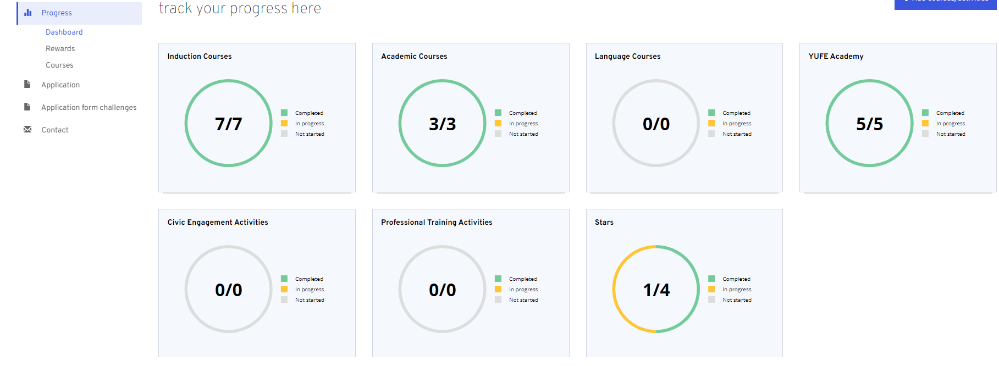 Progress
Dashboard
Rewards
Courses
Application
Application form challenges
Contact
track your progress here
Add courses/activities
Induction Courses
7/7
Completed
In progress
Not started
Academic Courses
3/3
Completed
In progress
Not started
Language Courses
0/0
Completed
In progress
Not started
YUFE Academy
5/5
Completed
In progress
Not started
Civic Engagement Activities
0/0
Completed
In progress
Not started
Professional Training Activities
0/0
Completed
In progress
Not started
Stars
1/4
Completed
In progress
Not started